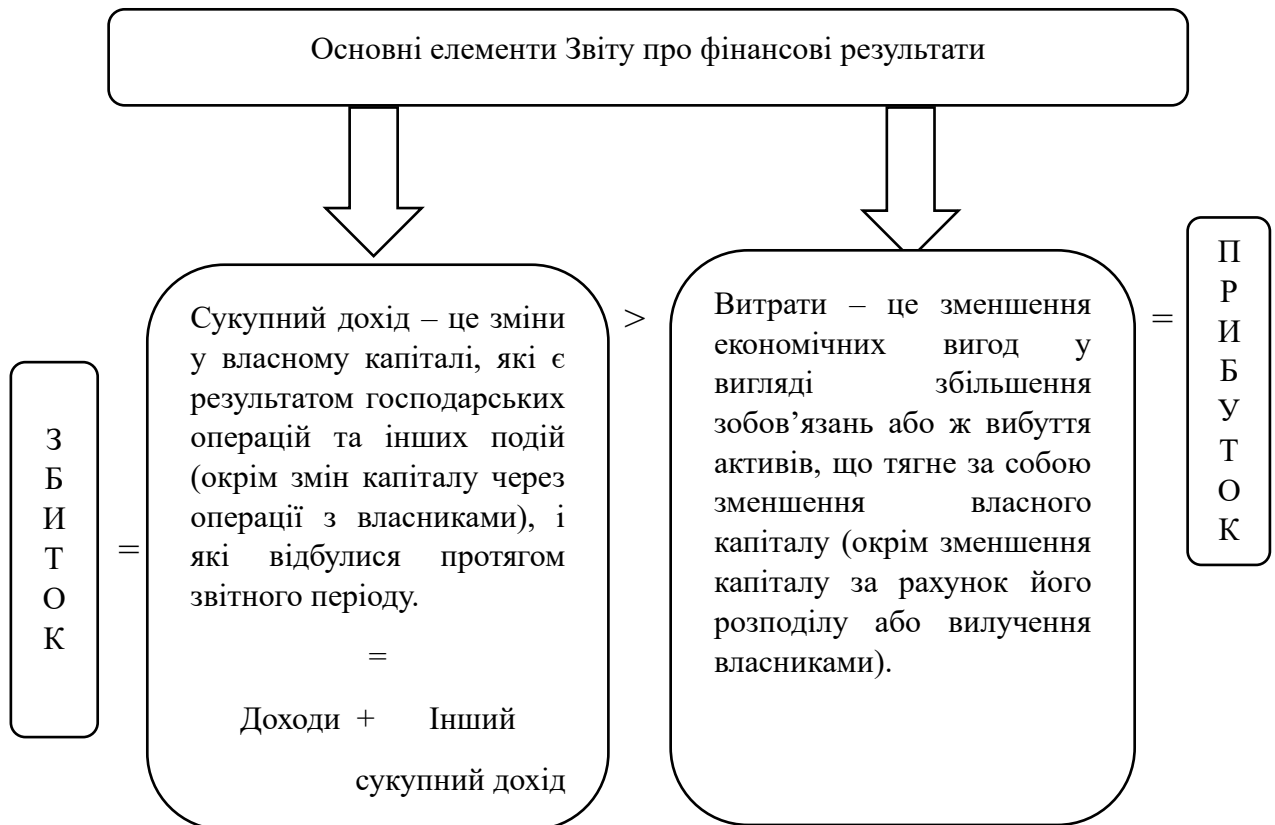 Основні елементи Звіту про фінансові результати
З
Б
И
Т
О
К
=
Сукупний дохід – це зміни
у власному капіталі, які є
результатом господарських
операцій та інших подій
(окрім змін капіталу через
операції з власниками), і
які відбулися протягом
звітного періоду.
=
Доходи + Інший
сукупний дохід
>
Витрати – це зменшення
економічних вигод у
вигляді збільшення
зобов’язань або ж вибуття
активів, що тягне за собою
зменшення власного
капіталу (окрім зменшення
капіталу за рахунок його
розподілу або вилучення
власниками).
=
П
Р
И
Б
У
Т
О
К